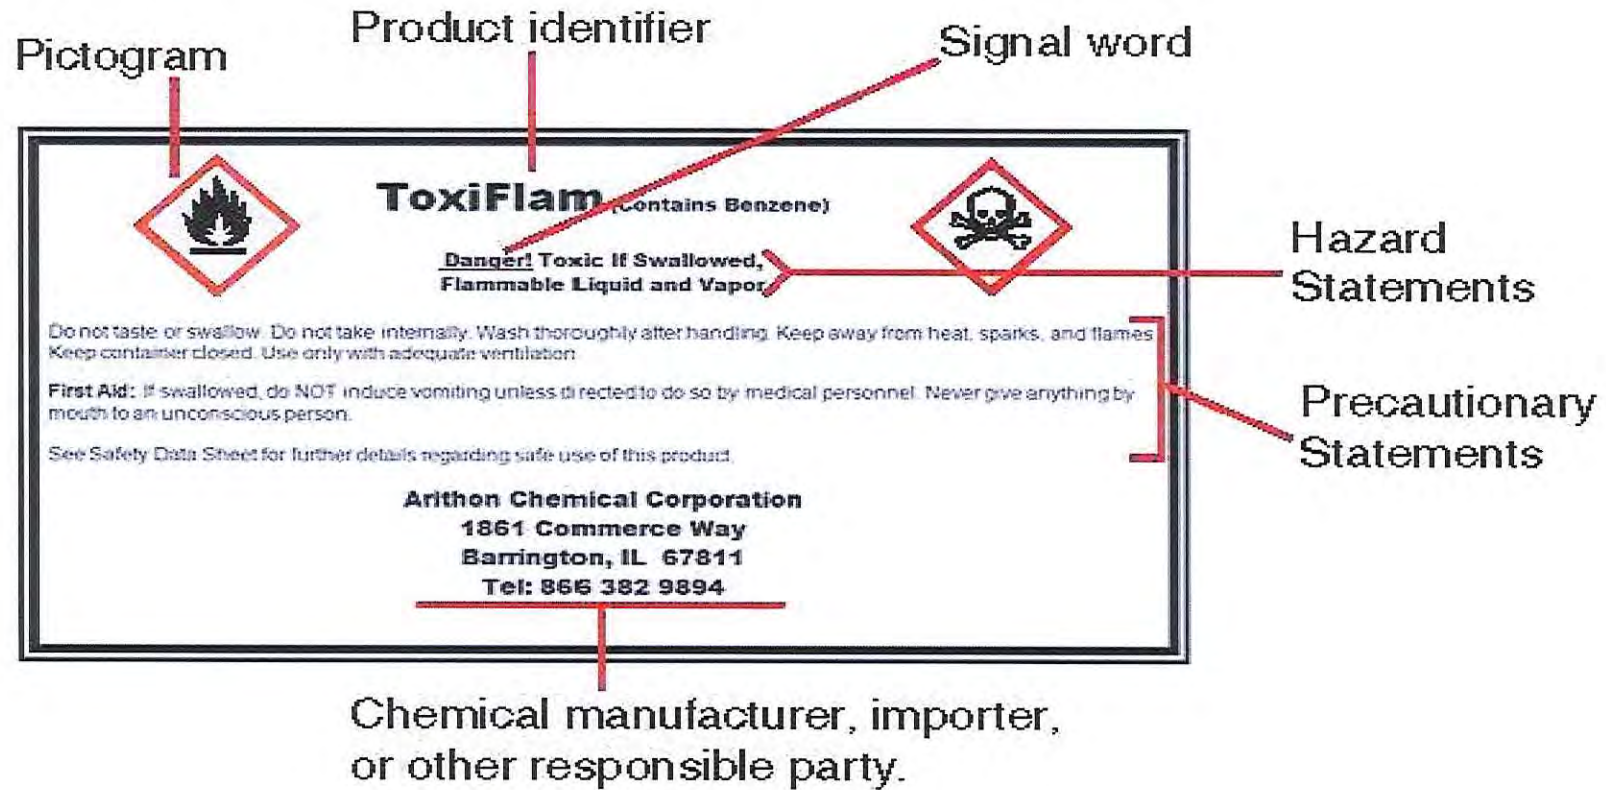 Pictogram
Product identifier
Signal word
ToxiFlam (Contains Benzene)
Danger! Toxic If Swallowed,
Flammable Liquid and Vapor
Hazard
Statements
Do not taste or swallow. Do not take internally. Wash thoroughly after handling. Keep away from heat, sparks, and flames.
Keep container closed. Use only with adequate ventilation.
First Aid: If swallowed, do NOT induce vomiting unless directed to do so by medical personnel. Never give anything by
mouth to an unconscious person.
Precautionary
Statements
See Safety Data Sheet for further details regarding safe use of this product.
Arithon Chemical Corporation
1861 Commerce Way
Barrington, IL 67811
Tel: 866 382 9894
Chemical manufacturer, importer,
or other responsible party.